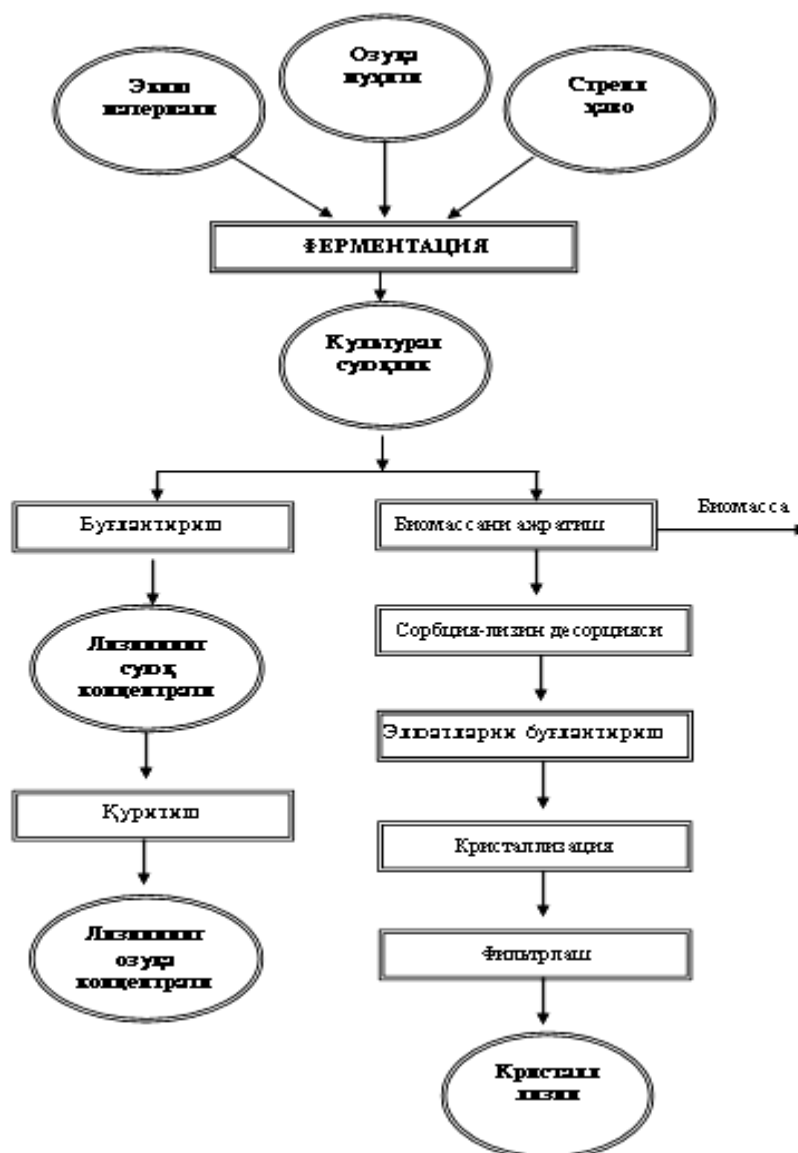 Экиш
материали
Озуқа
муҳити
Стрепл
ҳаво
ФЕРМЕНТАЦИЯ
Культурал
суюқлик
Буғлантириш
Биомассани ажратиш
Биомасса
Лизиннинг
суюқ
концентрати
Сорбция-лизин десорцияси
Элюатларни буғлантириш
Қуритиш
Кристаллизация
Лизиннинг
озуқа
концентрати
Фильтрлаш
Кристалл
лизин